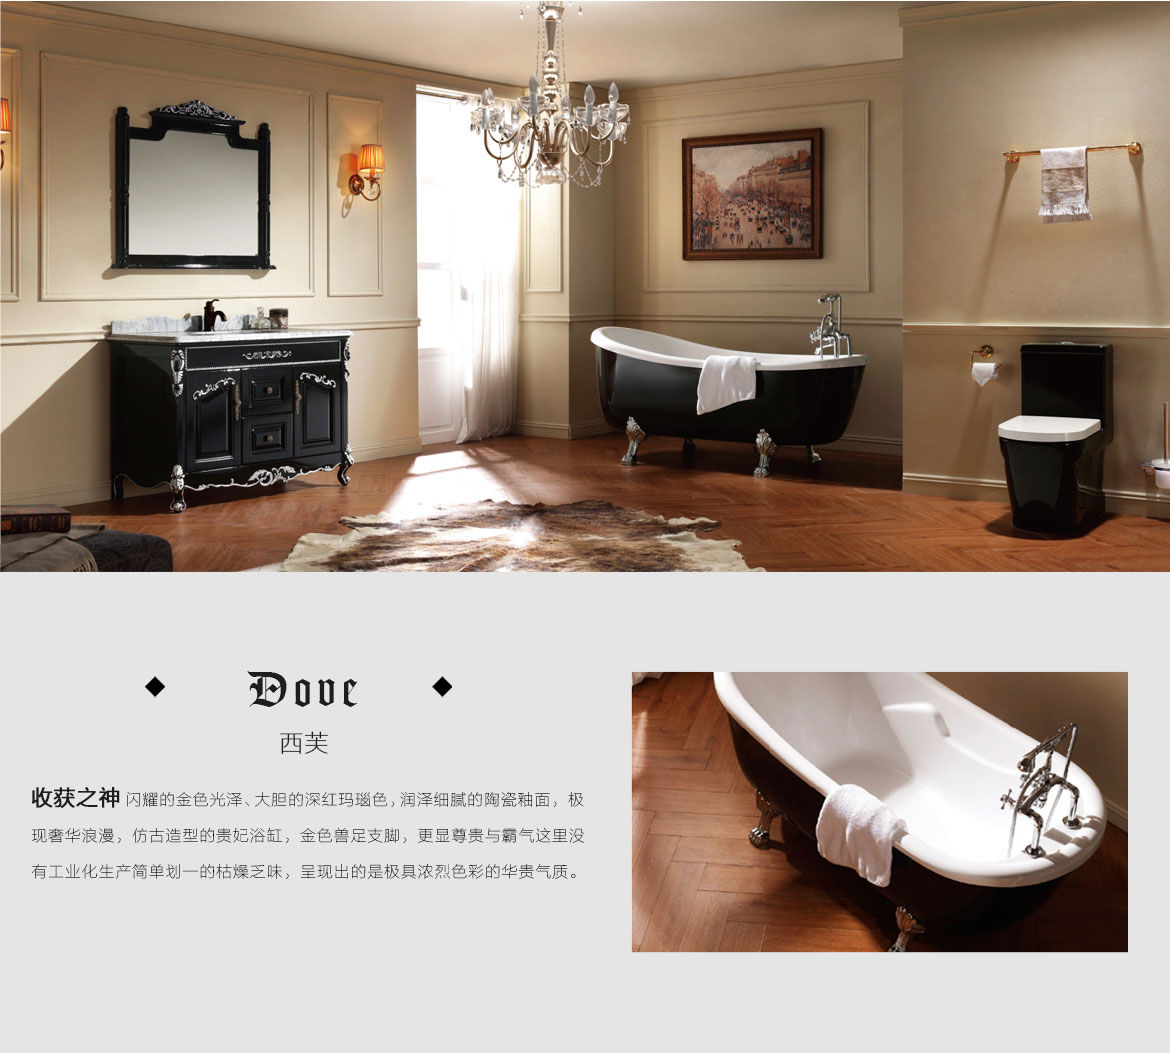 Dove
西芙
收获之神 闪耀的金色光泽、大胆的深红玛瑙色，润泽细腻的陶瓷釉面，极
现奢华浪漫，仿古造型的贵妃浴缸，金色兽足支脚，更显尊贵与霸气这里没
有工业化生产简单划一的枯燥乏味，呈现出的是极具浓烈色彩的华贵气质。